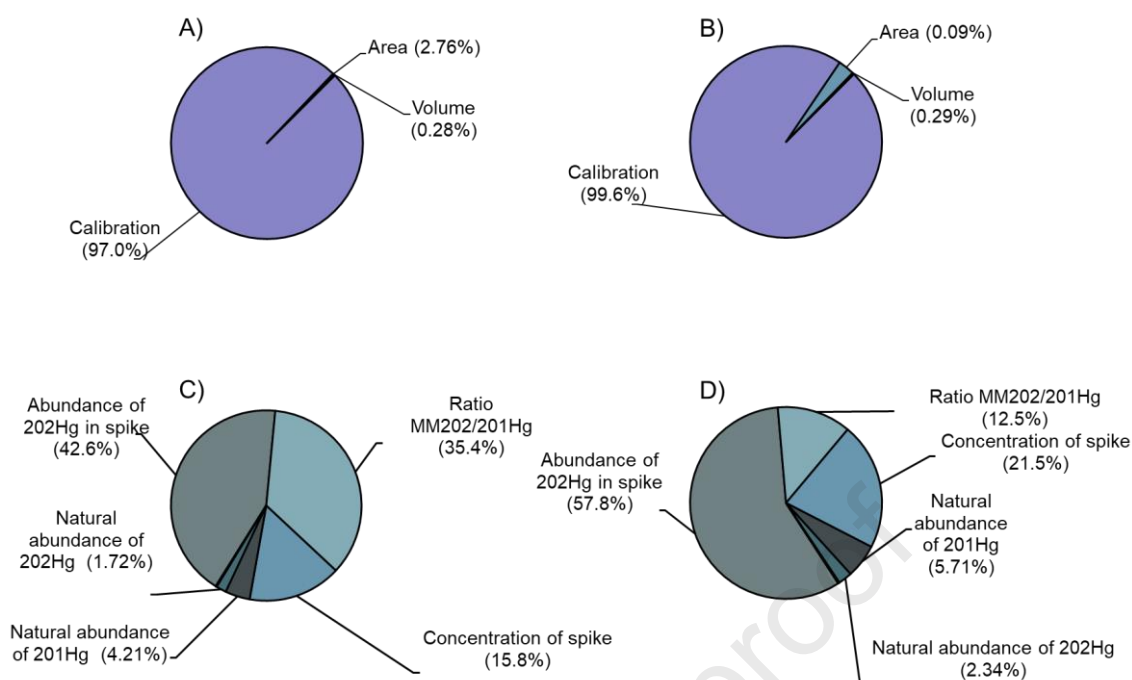 A)
Area (2.76%)
Volume
(0.28%)
Calibration
(97.0%)
B)
Area (0.09%)
Volume
(0.29%)
Calibration
(99.6%)
C)
Abundance of
202Hg in spike
(42.6%)
Ratio
MM202/201Hg
(35.4%)
Natural
abundance of
202Hg (1.72%)
Natural abundance
of 201Hg (4.21%)
Concentration of spike
(15.8%)
D)
Ratio MM202/201Hg
(12.5%)
Concentration of spike
(21.5%)
Abundance of
202Hg in spike
(57.8%)
Natural
abundance
of 201Hg
(5.71%)
Natural abundance of 202Hg
(2.34%)
proof